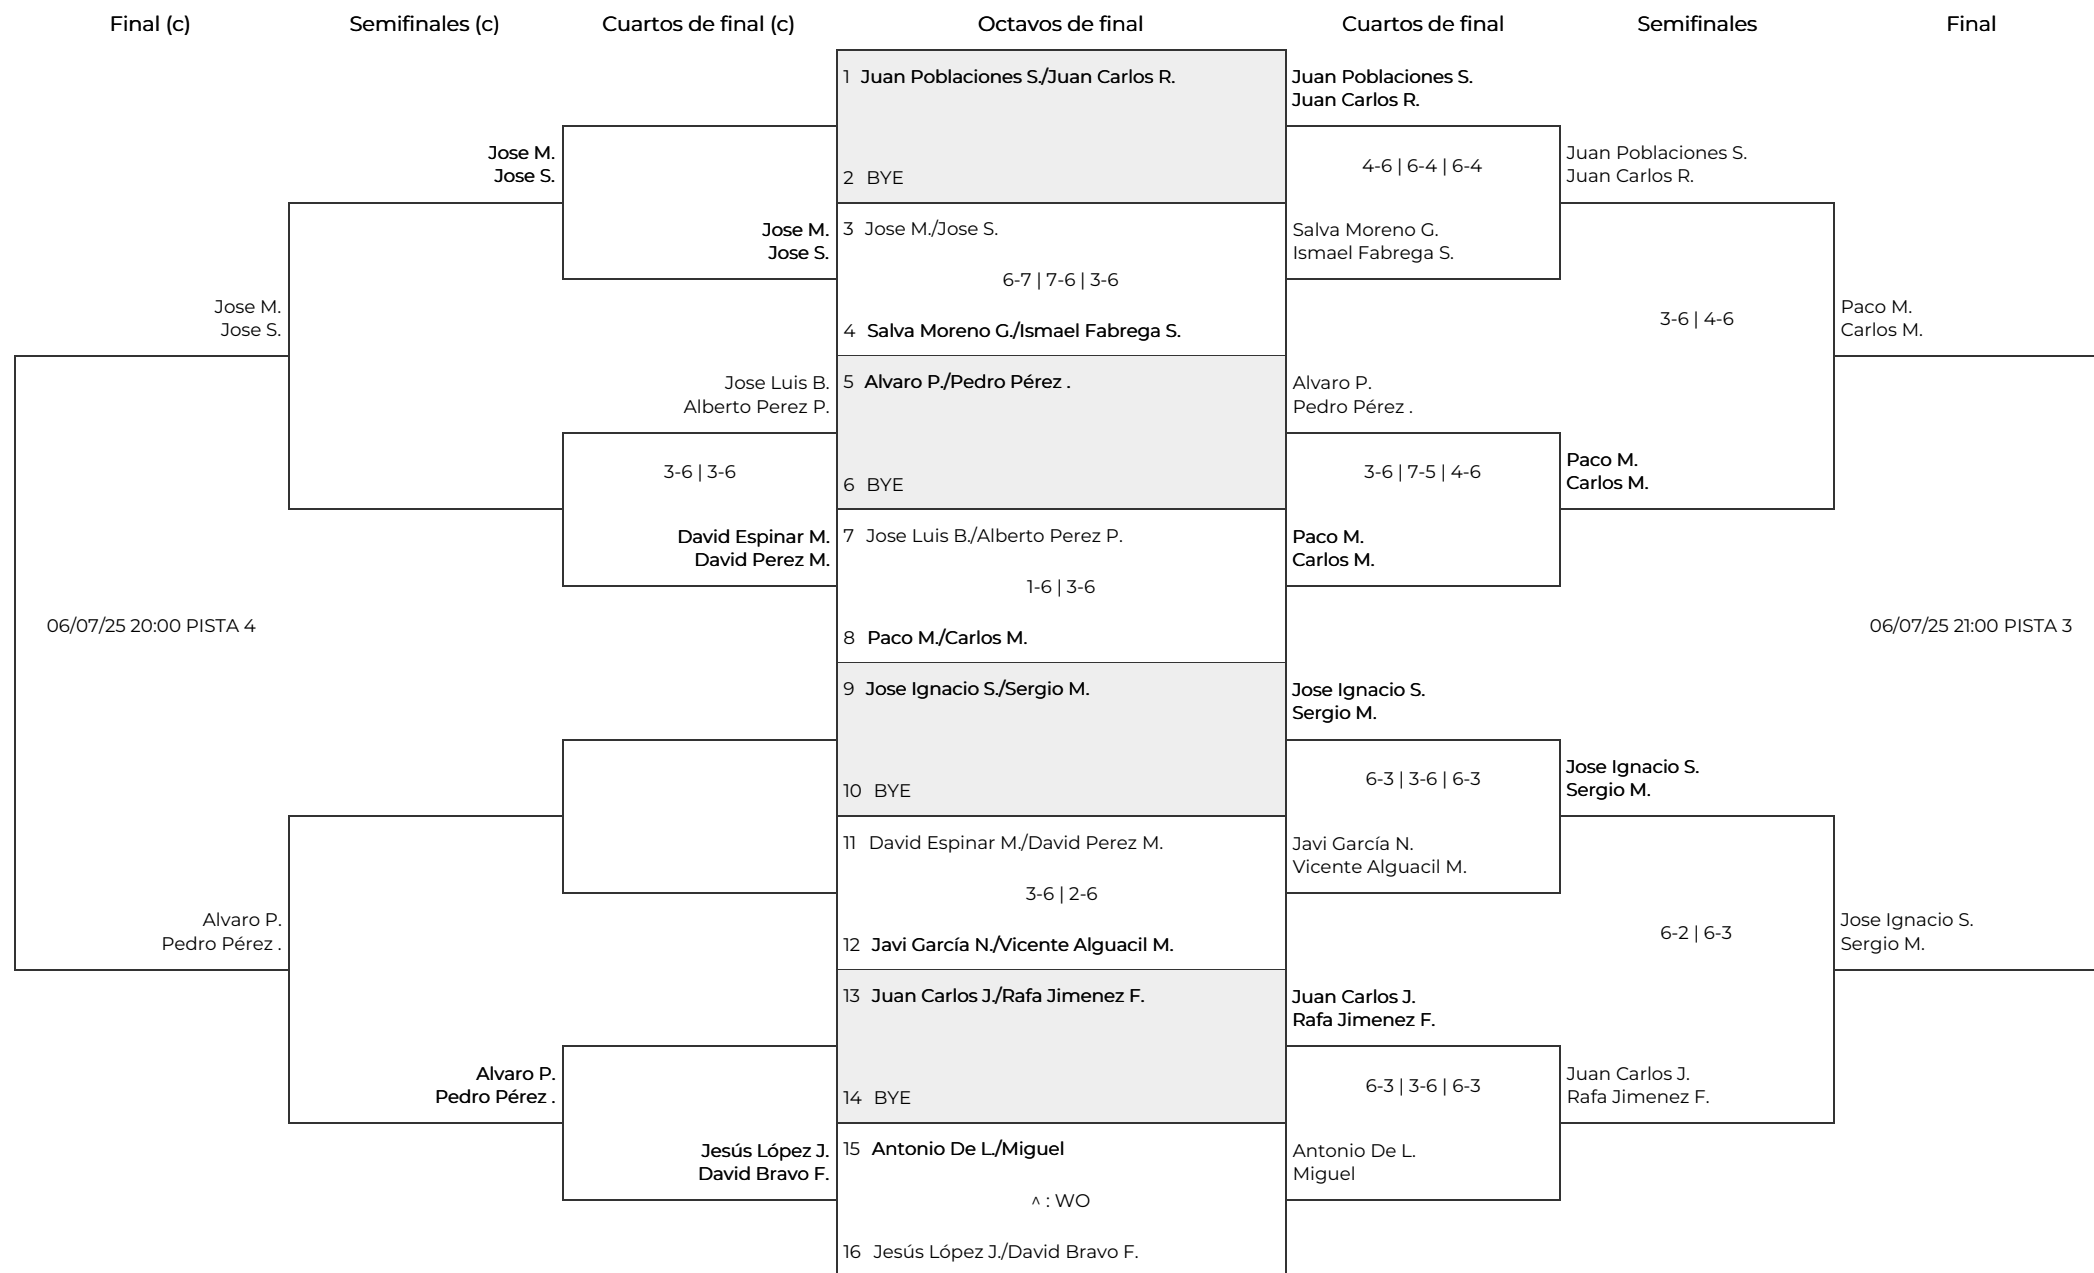 Final (c)
Semifinales (c)
Cuartos de final (c)
Octavos de final
Cuartos de final
Semifinales
Final
Jose M.
Jose S.
Alvaro P.
Pedro Pérez .
06/07/25 20:00 PISTA 4
Jose M.
Jose S.
Alvaro P.
Pedro Pérez .
Jose M.
Jose S.
Jose Luis B.
Alberto Perez P.
3-6 | 3-6
David Espinar M.
David Perez M.
Jesús López J.
David Bravo F.
1 Juan Poblaciones S./Juan Carlos R.
2 BYE
3 Jose M./Jose S.
6-7 | 7-6 | 3-6
4 Salva Moreno G./Ismael Fabrega S.
5 Alvaro P./Pedro Pérez .
6 BYE
7 Jose Luis B./Alberto Perez P.
1-6 | 3-6
8 Paco M./Carlos M.
9 Jose Ignacio S./Sergio M.
10 BYE
11 David Espinar M./David Perez M.
3-6 | 2-6
12 Javi García N./Vicente Alguacil M.
13 Juan Carlos J./Rafa Jimenez F.
14 BYE
15 Antonio De L./Miguel
^ : WO
16 Jesús López J./David Bravo F.
Juan Poblaciones S.
Juan Carlos R.
4-6 | 6-4 | 6-4
Salva Moreno G.
Ismael Fabrega S.
Alvaro P.
Pedro Pérez .
3-6 | 7-5 | 4-6
Paco M.
Carlos M.
Jose Ignacio S.
Sergio M.
6-3 | 3-6 | 6-3
Javi García N.
Vicente Alguacil M.
Juan Carlos J.
Rafa Jimenez F.
6-3 | 3-6 | 6-3
Antonio De L.
Miguel
Juan Poblaciones S.
Juan Carlos R.
3-6 | 4-6
Paco M.
Carlos M.
Jose Ignacio S.
Sergio M.
6-2 | 6-3
Juan Carlos J.
Rafa Jimenez F.
Paco M.
Carlos M.
06/07/25 21:00 PISTA 3
Jose Ignacio S.
Sergio M.